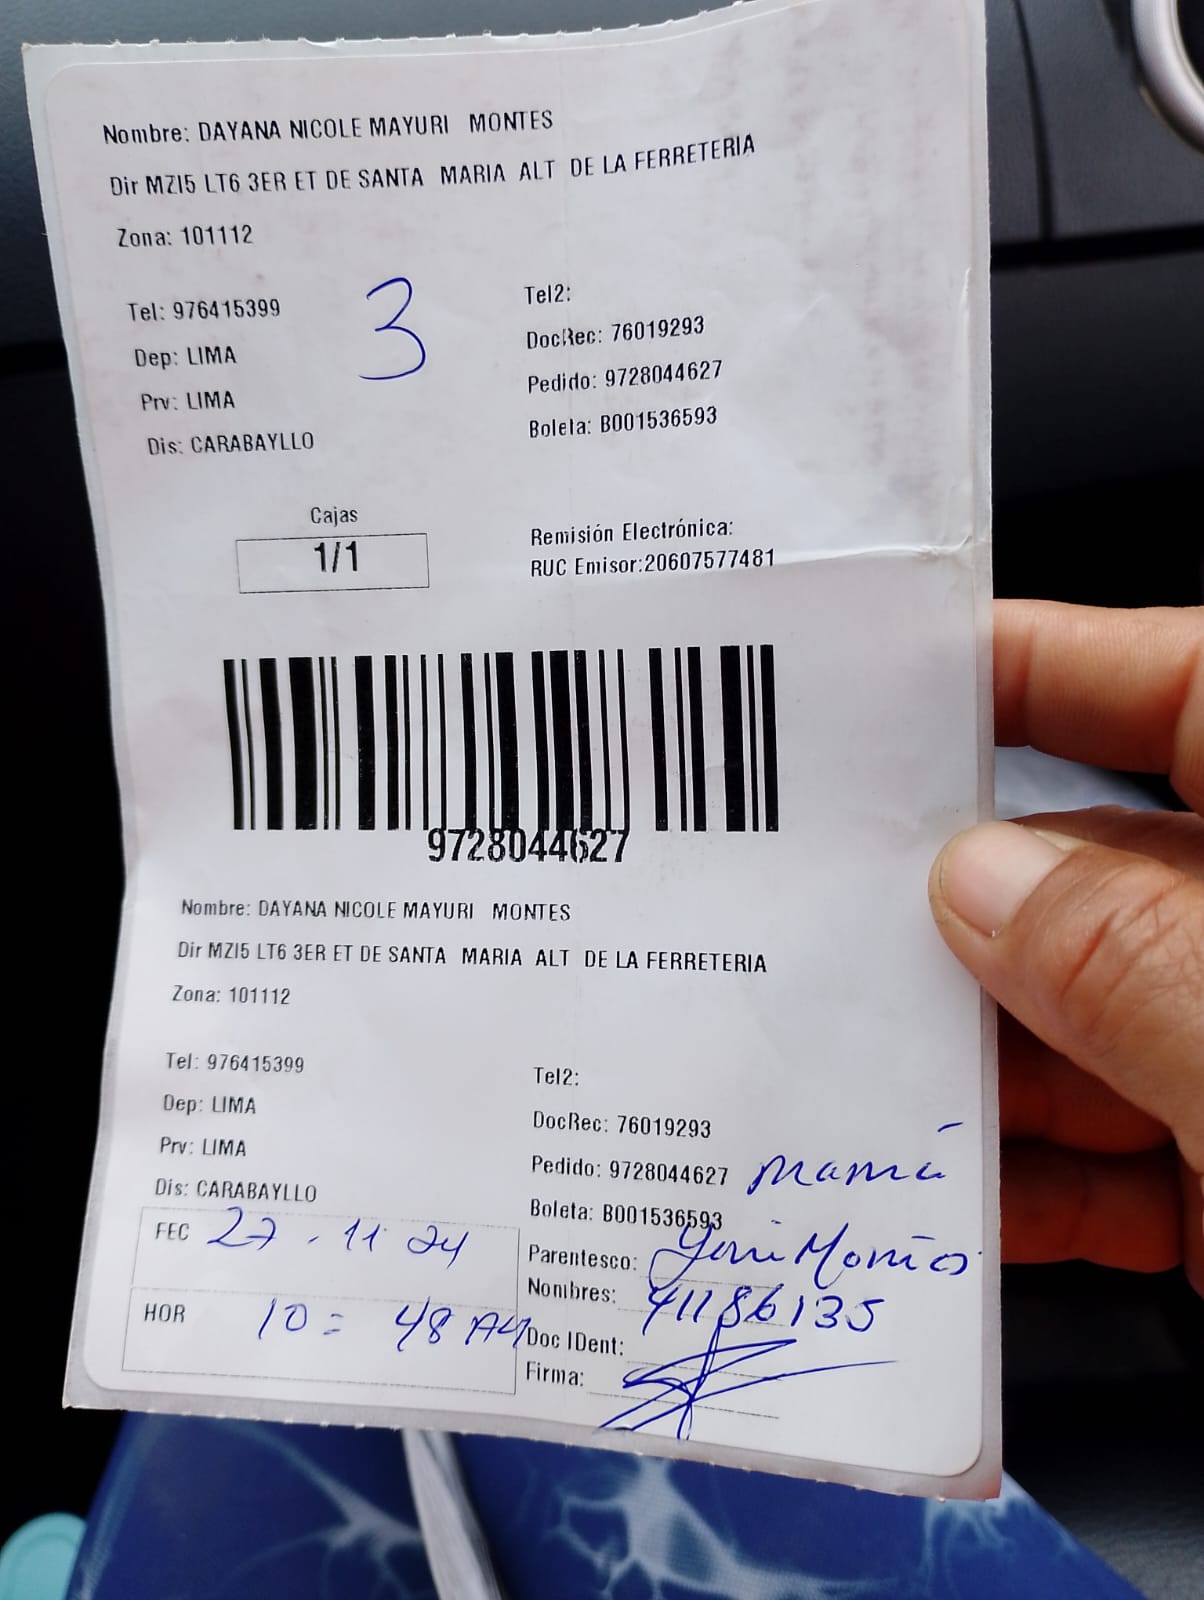 Nombre: DAYANA NICOLE MAYURI MONTES
Dir MZI5 LT6 3ER ET DE SANTA MARIA ALT DE LA FERRETERIA
Zona: 101112
3
Tel: 976415399
Tel2:
Dep: LIMA
DocRec: 76019293
Prv: LIMA
Pedido: 9728044627
Dis: CARABAYLLO
Boleta: B001536593
Cajas
1/1
Remisión Electrónica:
RUC Emisor:20607577481
9728044627
Nombre: DAYANA NICOLE MAYURI MONTES
Dir MZI5 LT6 3ER ET DE SANTA MARIA ALT DE LA FERRETERIA
Zona: 101112
Tel: 976415399
Tel2:
Dep: LIMA
DocRec: 76019293
Prv: LIMA
Pedido: 9728044627 mamá
Dis: CARABAYLLO
Boleta: B001536593
FEC 27 . 11 24
Parentesco:
Nombres: 41186135
HOR 10 = 48 AM
Doc IDent:
Firma: